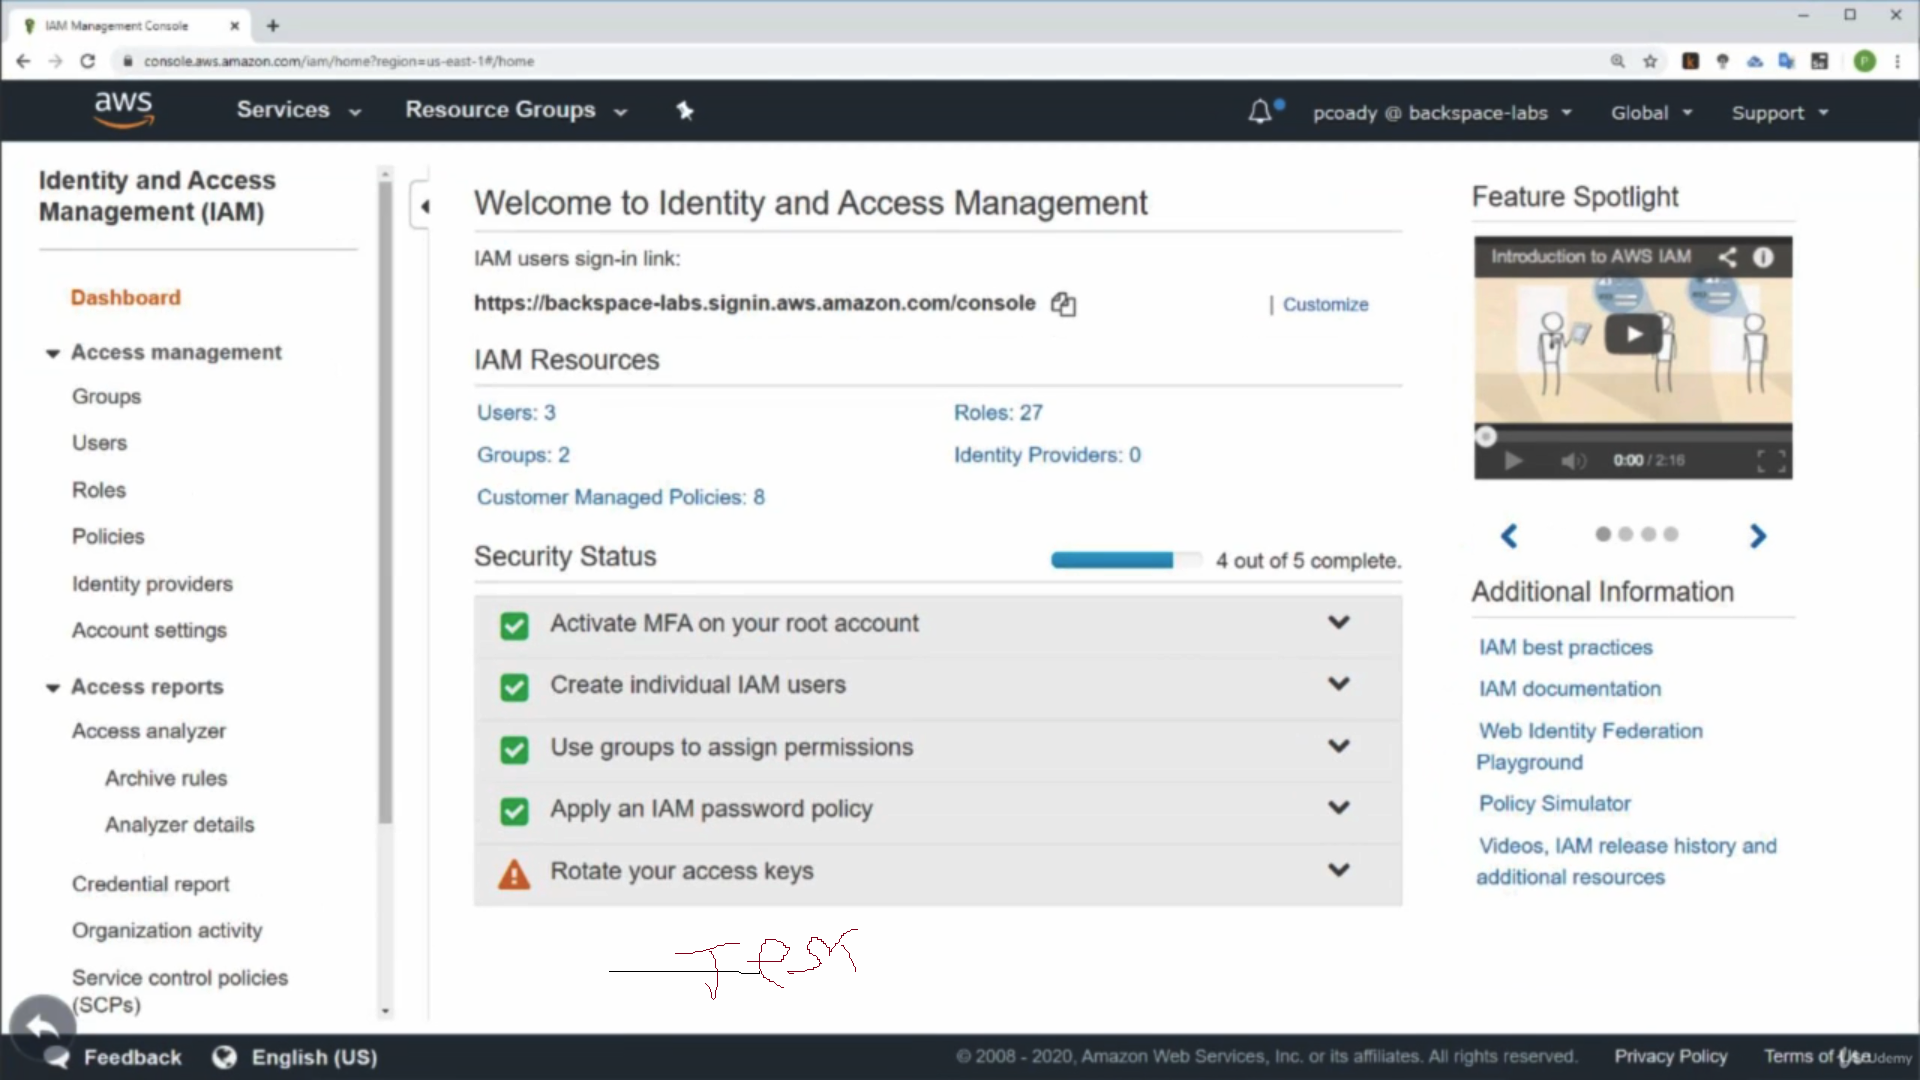 IAM Management Console
console.aws.amazon.com/iam/home?region=us-east-1#/home
aws Services Resource Groups pcoady @ backspace-labs Global Support
Identity and Access
Management (IAM)
Dashboard
Access management
Groups
Users
Roles
Policies
Identity providers
Account settings
Access reports
Access analyzer
Archive rules
Analyzer details
Credential report
Organization activity
Service control policies
(SCPs)
Welcome to Identity and Access Management
IAM users sign-in link:
https://backspace-labs.signin.aws.amazon.com/console | Customize
IAM Resources
Users: 3 Roles: 27
Groups: 2 Identity Providers: 0
Customer Managed Policies: 8
Security Status 4 out of 5 complete.
Activate MFA on your root account
Create individual IAM users
Use groups to assign permissions
Apply an IAM password policy
Rotate your access keys
Feature Spotlight
Introduction to AWS IAM
0:00 / 2:16
Additional Information
IAM best practices
IAM documentation
Web Identity Federation
Playground
Policy Simulator
Videos, IAM release history and
additional resources
Feedback English (US) © 2008 - 2020, Amazon Web Services, Inc. or its affiliates. All rights reserved. Privacy Policy Terms of Use
Udemy